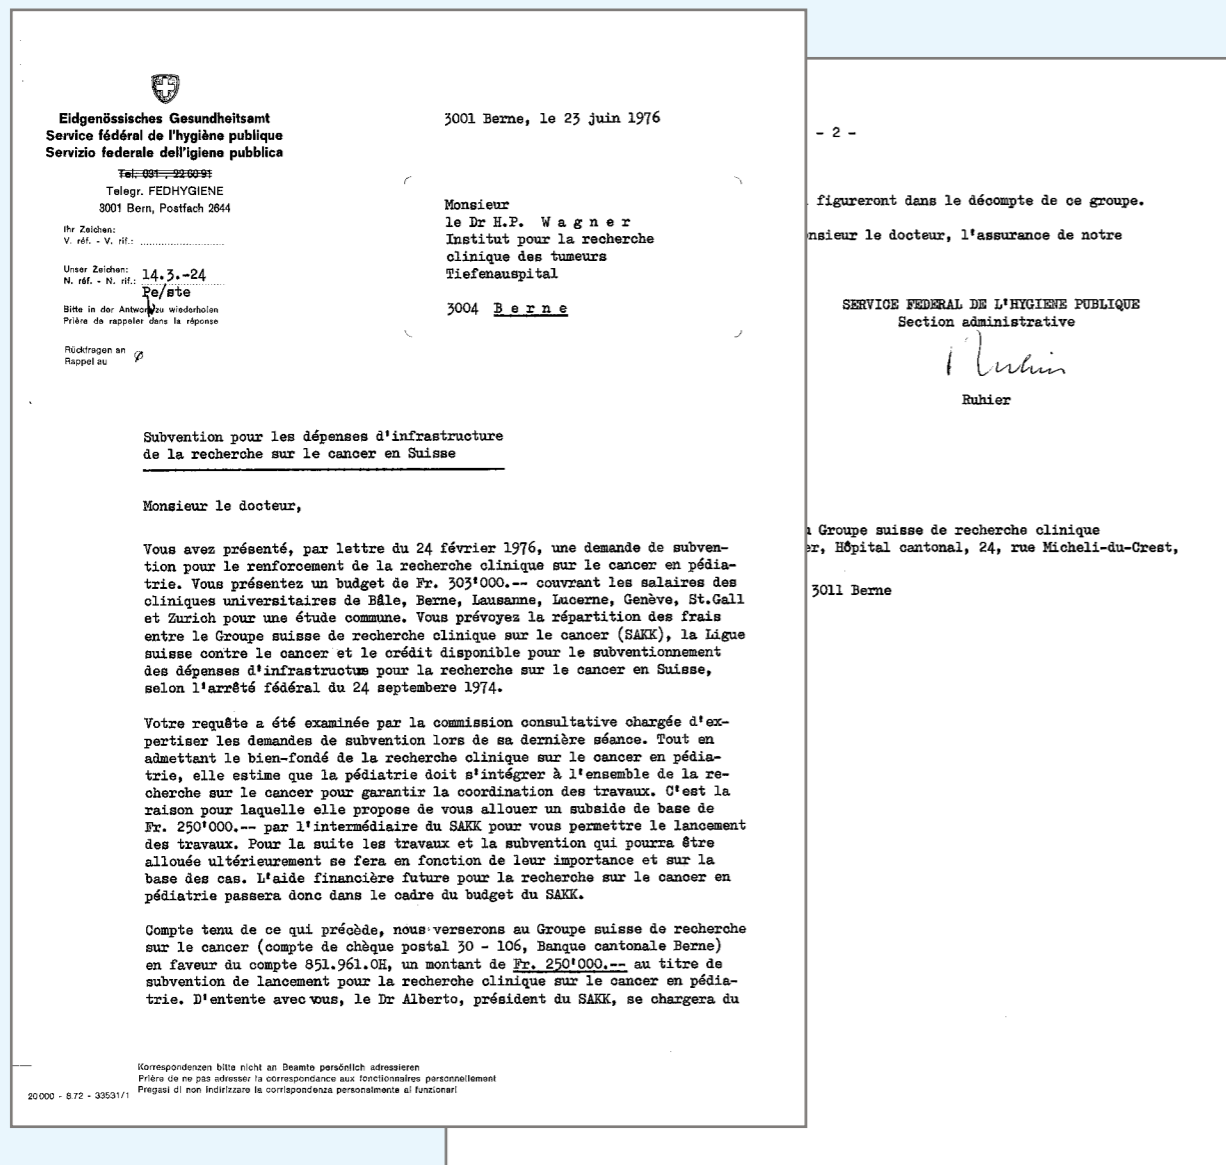 Eidgenössisches Gesundheitsamt
Service fédéral de l'hygiène publique
Servizio federale dell'igiene pubblica
Tel. 031 . 22 60 91
Telegr. FEDHYGIENE
3001 Bern, Postfach 2644
Ihr Zeichen:
V. réf. - V. rif.:
Unser Zeichen:
N. réf. - N. rif.: 14.3.-24
Pe/ste
Bitte in der Antwort zu wiederholen
Prière de rappeler dans la réponse
Rückfragen an
Rappel au
3001 Berne, le 23 juin 1976
Monsieur
le Dr H.P. W a g n e r
Institut pour la recherche
clinique des tumeurs
Tiefenauspital
3004 B e r n e
Subvention pour les dépenses d'infrastructure
de la recherche sur le cancer en Suisse
Monsieur le docteur,
Vous avez présenté, par lettre du 24 février 1976, une demande de subven-
tion pour le renforcement de la recherche clinique sur le cancer en pédia-
trie. Vous présentez un budget de Fr. 303'000.-- couvrant les salaires des
cliniques universitaires de Bâle, Berne, Lausanne, Lucerne, Genève, St.Gall
et Zurich pour une étude commune. Vous prévoyez la répartition des frais
entre le Groupe suisse de recherche clinique sur le cancer (SAKK), la Ligue
suisse contre le cancer et le crédit disponible pour le subventionnement
des dépenses d'infrastructue pour la recherche sur le cancer en Suisse,
selon l'arrêté fédéral du 24 septembere 1974.
Votre requête a été examinée par la commission consultative chargée d'ex-
pertiser les demandes de subvention lors de sa dernière séance. Tout en
admettant le bien-fondé de la recherche clinique sur le cancer en pédia-
trie, elle estime que la pédiatrie doit s'intégrer à l'ensemble de la re-
cherche sur le cancer pour garantir la coordination des travaux. C'est la
raison pour laquelle elle propose de vous allouer un subside de base de
Fr. 250'000.-- par l'intermédiaire du SAKK pour vous permettre le lancement
des travaux. Pour la suite les travaux et la subvention qui pourra être
allouée ultérieurement se fera en fonction de leur importance et sur la
base des cas. L'aide financière future pour la recherche sur le cancer en
pédiatrie passera donc dans le cadre du budget du SAKK.
Compte tenu de ce qui précède, nous verserons au Groupe suisse de recherche
sur le cancer (compte de chèque postal 30 - 106, Banque cantonale Berne)
en faveur du compte 851.961.0H, un montant de Fr. 250'000.-- au titre de
subvention de lancement pour la recherche clinique sur le cancer en pédia-
trie. D'entente avec vous, le Dr Alberto, président du SAKK, se chargera du
Korrespondenzen bitte nicht an Beamte persönlich adressieren
Prière de ne pas adresser la correspondance aux fonctionnaires personnellement
Pregasi di non indirizzare la corrispondenza personalmente ai funzionari
20000 - 8.72 - 33531/1
- 2 -
figureront dans le décompte de ce groupe.
nsieur le docteur, l'assurance de notre
SERVICE FEDERAL DE L'HYGIENE PUBLIQUE
Section administrative
Ruhier
Groupe suisse de recherche clinique
er, Hôpital cantonal, 24, rue Micheli-du-Crest,
3011 Berne